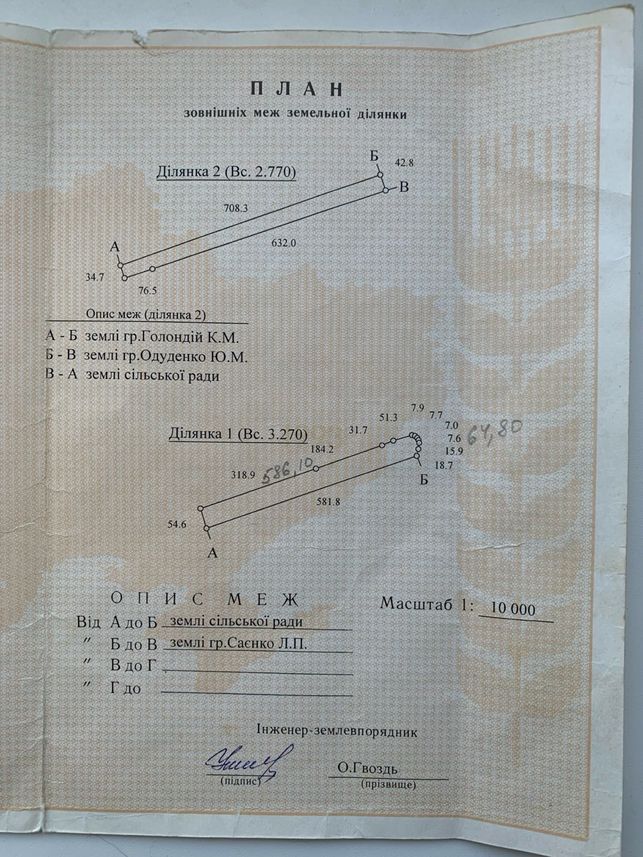 П Л А Н
зовнішніх меж земельної ділянки
Ділянка 2 (Вс. 2.770)
Б
42.8
В
708.3
632.0
А
34.7
76.5
Опис меж (ділянка 2)
А - Б землі гр.Голондій К.М.
Б - В землі гр.Одуденко Ю.М.
В - А землі сільської ради
Ділянка 1 (Вс. 3.270)
7.9
7.7
51.3
7.0
31.7
7.6
64,80
184.2
15.9
18.7
318.9
586,10
Б
581.8
54.6
А
О П И С М Е Ж
Масштаб 1: 10 000
Від А до Б землі сільської ради
" Б до В землі гр.Саєнко Л.П.
" В до Г
" Г до
Інженер-землевпорядник
О.Гвоздь
(підпис) (прізвище)